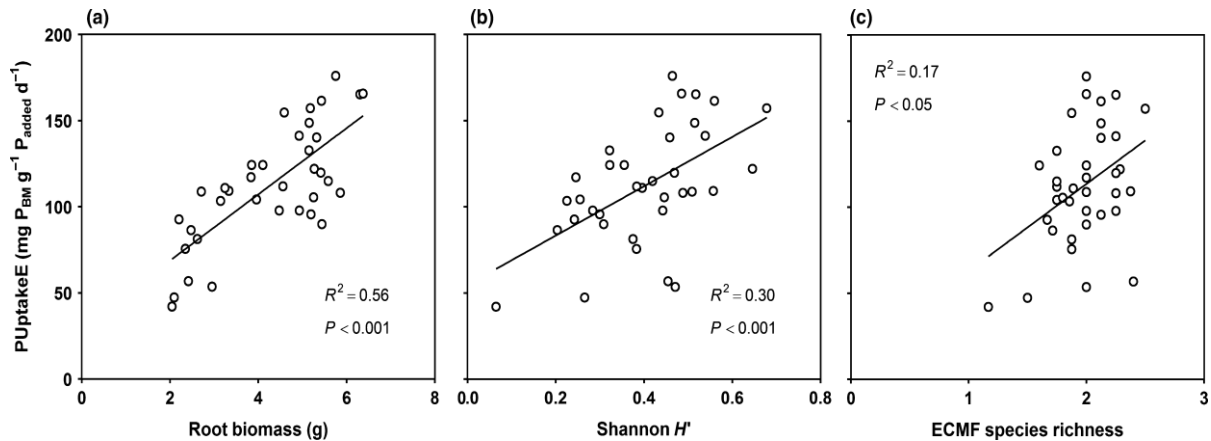 (a)
(b)
(c)
PUptakeE (mg P_BM g⁻¹ P_added d⁻¹)
200
150
100
50
0
R² = 0.56
P < 0.001
R² = 0.30
P < 0.001
R² = 0.17
P < 0.05
0 2 4 6 8
0.0 0.2 0.4 0.6 0.8
1 2 3
Root biomass (g)
Shannon H'
ECMF species richness